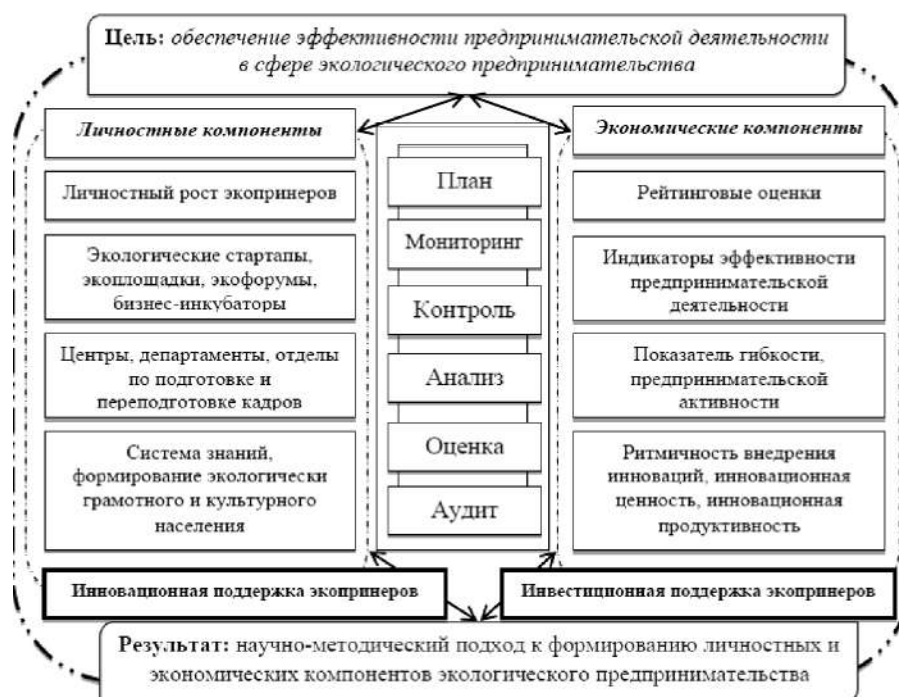 Цель: обеспечение эффективности предпринимательской деятельности
в сфере экологического предпринимательства
Личностные компоненты
Личностный рост экопринеров
Экологические стартапы,
экоплощадки, экофорумы,
бизнес-инкубаторы
Центры, департаменты, отделы
по подготовке и
переподготовке кадров
Система знаний,
формирование экологически
грамотного и культурного
населения
План
Мониторинг
Контроль
Анализ
Оценка
Аудит
Экономические компоненты
Рейтинговые оценки
Индикаторы эффективности
предпринимательской
деятельности
Показатель гибкости,
предпринимательской
активности
Ритмичность внедрения
инноваций, инновационная
ценность, инновационная
продуктивность
Инновационная поддержка экопринеров
Инвестиционная поддержка экопринеров
Результат: научно-методический подход к формированию личностных и
экономических компонентов экологического предпринимательства